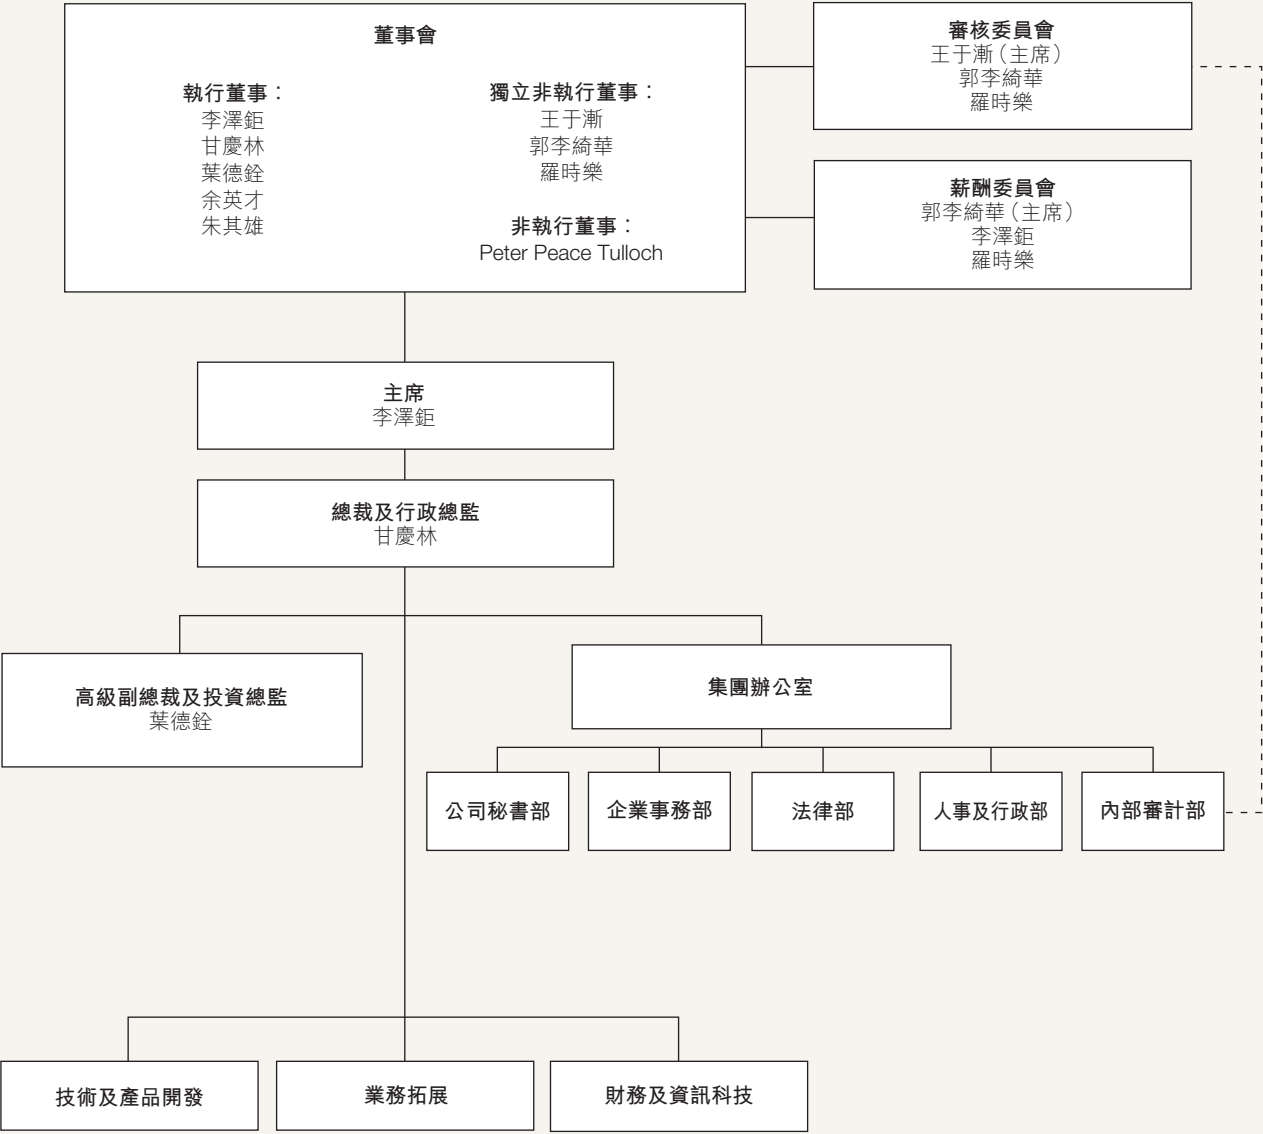 董事會
執行董事：
李澤鉅
甘慶林
葉德銓
余英才
朱其雄
獨立非執行董事：
王于漸
郭李綺華
羅時樂
非執行董事：
Peter Peace Tulloch
審核委員會
王于漸（主席）
郭李綺華
羅時樂
薪酬委員會
郭李綺華（主席）
李澤鉅
羅時樂
主席
李澤鉅
總裁及行政總監
甘慶林
高級副總裁及投資總監
葉德銓
集團辦公室
公司秘書部
企業事務部
法律部
人事及行政部
內部審計部
技術及產品開發
業務拓展
財務及資訊科技